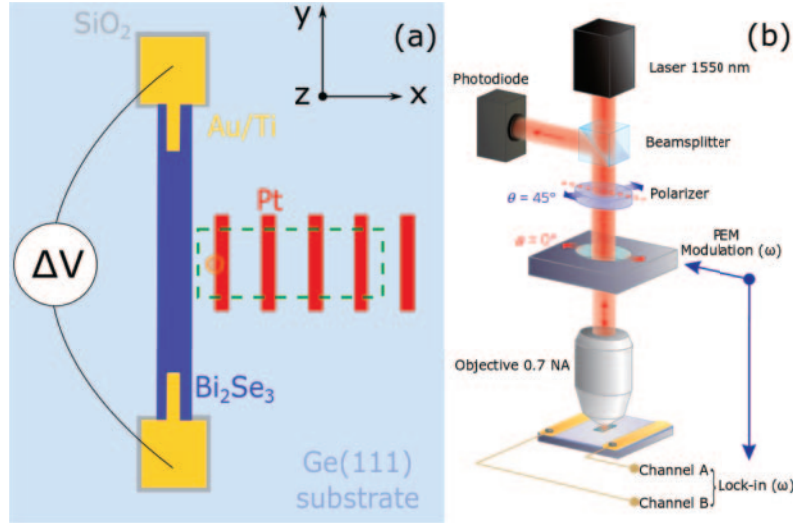 SiO₂
y
(a)
z
x
Au/Ti
Pt
ΔV
Bi₂Se₃
Ge(111)
substrate
(b)
Laser 1550 nm
Photodiode
Beamsplitter
θ = 45°
Polarizer
PEM
Modulation (ω)
Objective 0.7 NA
Channel A
Lock-in (ω)
Channel B